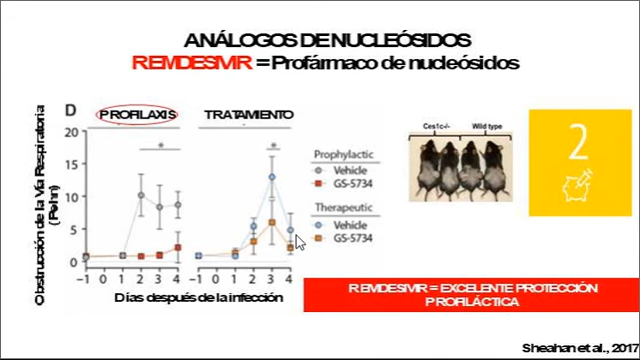 ANÁLOGOS DE NUCLEÓSIDOS
REMDESIVIR = Profármaco de nucleósidos
D
PROFILAXIS
TRATAMIENTO
Obstrucción de la Vía Respiratoria
(Penh)
20
15
10
5
0
*
*
−1 0 1 2 3 4
−1 0 1 2 3 4
Días después de la infección
Prophylactic
Vehicle
GS-5734
Therapeutic
Vehicle
GS-5734
Ces1c-/- Wild type
2
REMDESIVIR = EXCELENTE PROTECCIÓN
PROFILÁCTICA
Sheahan et al., 2017